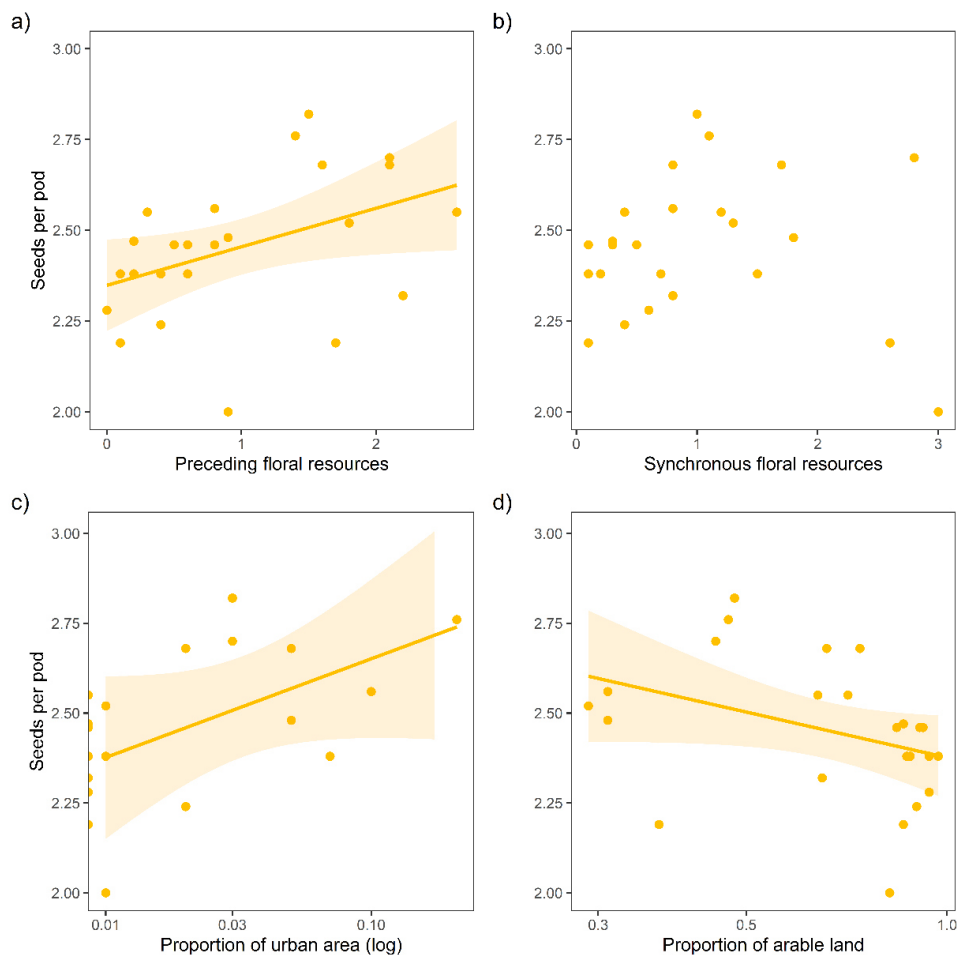 a)
3.00
2.75
2.50
2.25
2.00
Seeds per pod
0 1 2
Preceding floral resources
b)
3.00
2.75
2.50
2.25
2.00
0 1 2 3
Synchronous floral resources
c)
3.00
2.75
2.50
2.25
2.00
Seeds per pod
0.01 0.03 0.10
Proportion of urban area (log)
d)
3.00
2.75
2.50
2.25
2.00
0.3 0.5 1.0
Proportion of arable land